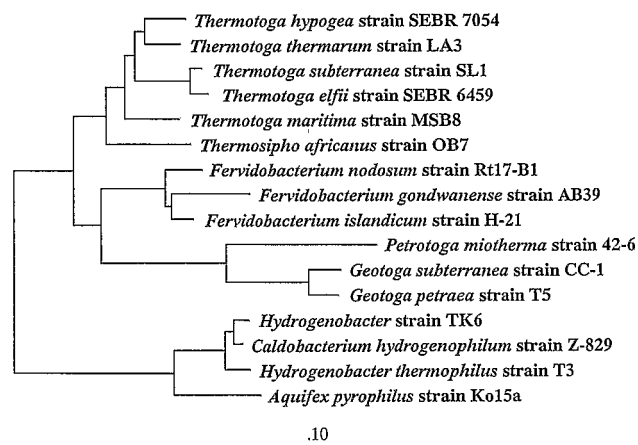 Thermotoga hypogea strain SEBR 7054
Thermotoga thermarum strain LA3
Thermotoga subterranea strain SL1
Thermotoga elfii strain SEBR 6459
Thermotoga maritima strain MSB8
Thermosipho africanus strain OB7
Fervidobacterium nodosum strain Rt17-B1
Fervidobacterium gondwanense strain AB39
Fervidobacterium islandicum strain H-21
Petrotoga miotherma strain 42-6
Geotoga subterranea strain CC-1
Geotoga petraea strain T5
Hydrogenobacter strain TK6
Caldobacterium hydrogenophilum strain Z-829
Hydrogenobacter thermophilus strain T3
Aquifex pyrophilus strain Ko15a
.10